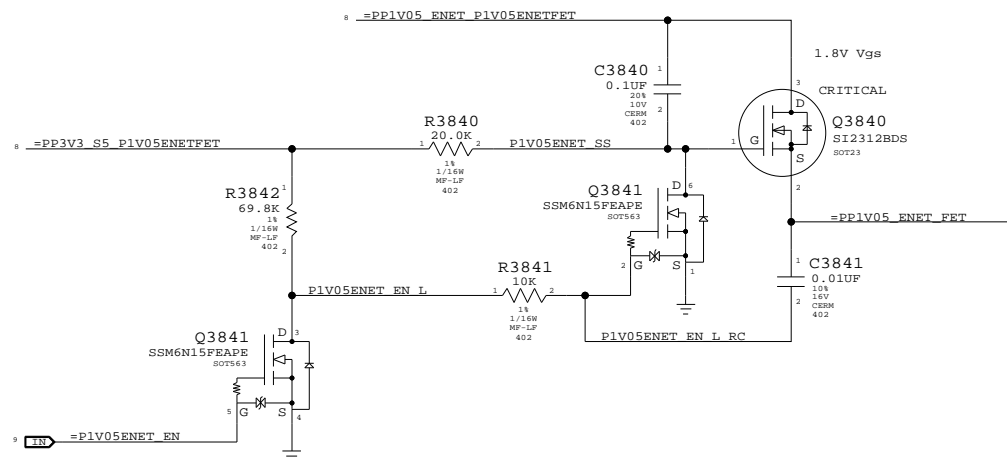 8 =PP1V05_ENET_P1V05ENETFET
1.8V Vgs
C3840
0.1UF
20%
10V
CERM
402
1
2
3
D
CRITICAL
Q3840
SI2312BDS
SOT23
1
G
S
2
8 =PP3V3_S5_P1V05ENETFET
R3840
20.0K
1 2
1%
1/16W
MF-LF
402
P1V05ENET_SS
Q3841
SSM6N15FEAPE
SOT563
D 6
2 G S 1
=PP1V05_ENET_FET
R3842
69.8K
1%
1/16W
MF-LF
402
1
2
C3841
0.01UF
10%
16V
CERM
402
1
2
P1V05ENET_EN_L
R3841
10K
1 2
1%
1/16W
MF-LF
402
P1V05ENET_EN_L_RC
Q3841
SSM6N15FEAPE
SOT563
D 3
5 G S 4
9 IN =P1V05ENET_EN